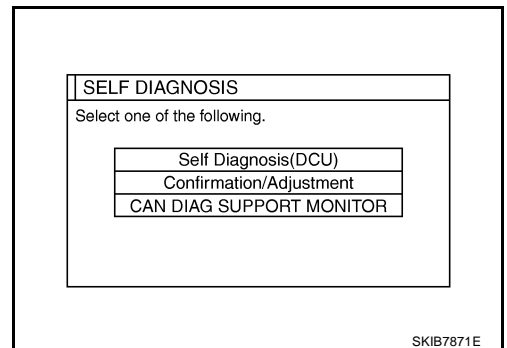 SELF DIAGNOSIS
Select one of the following.
Self Diagnosis(DCU)
Confirmation/Adjustment
CAN DIAG SUPPORT MONITOR
SKIB7871E